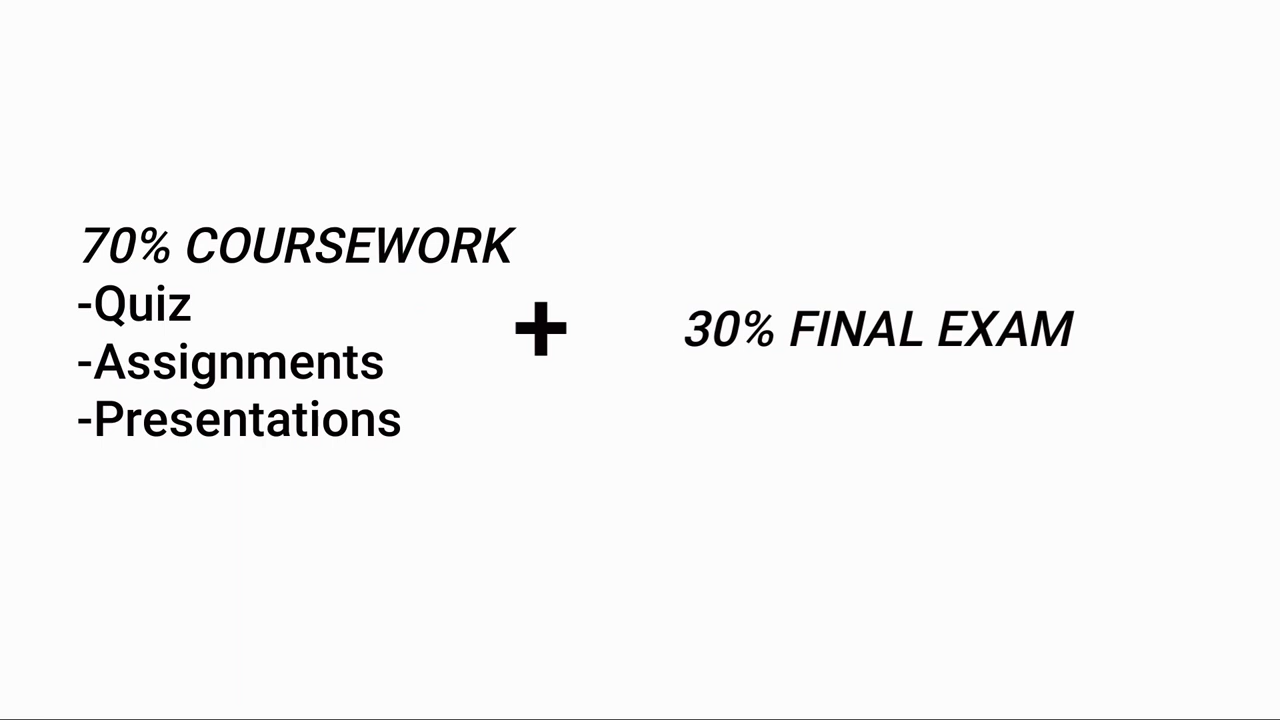 70% COURSEWORK
-Quiz
-Assignments
-Presentations
+
30% FINAL EXAM